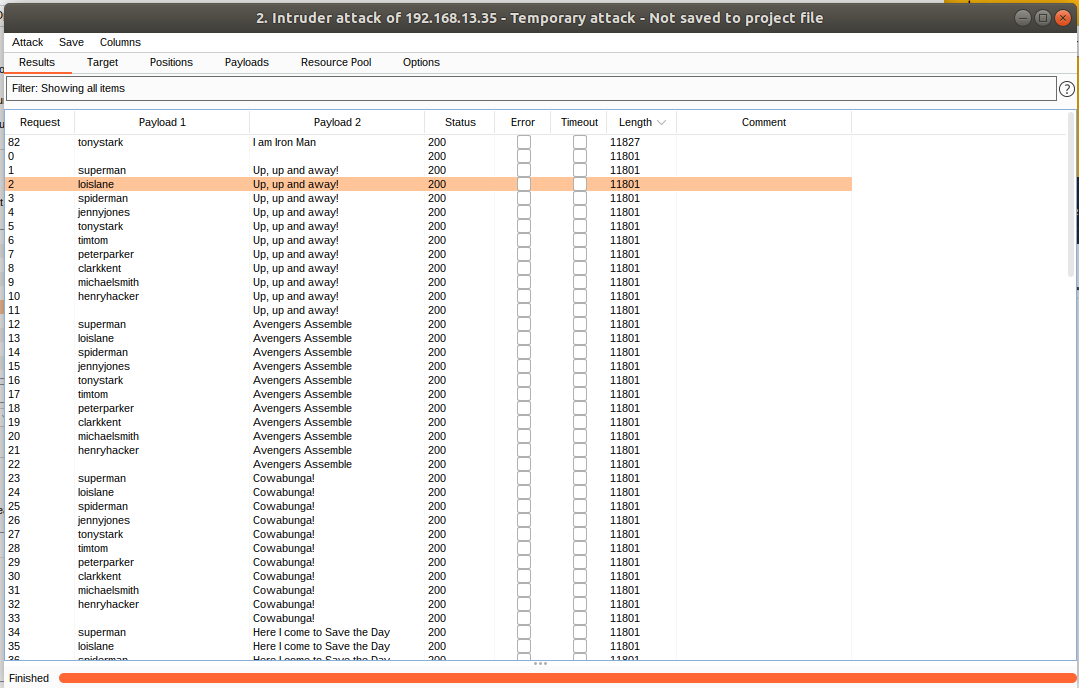 2. Intruder attack of 192.168.13.35 - Temporary attack - Not saved to project file
Attack Save Columns
Results Target Positions Payloads Resource Pool Options
Filter: Showing all items ?
Request Payload 1 Payload 2 Status Error Timeout Length Comment
82 tonystark I am Iron Man 200 11827
0 200 11801
1 superman Up, up and away! 200 11801
2 loislane Up, up and away! 200 11801
3 spiderman Up, up and away! 200 11801
4 jennyjones Up, up and away! 200 11801
5 tonystark Up, up and away! 200 11801
6 timtom Up, up and away! 200 11801
7 peterparker Up, up and away! 200 11801
8 clarkkent Up, up and away! 200 11801
9 michaelsmith Up, up and away! 200 11801
10 henryhacker Up, up and away! 200 11801
11 Up, up and away! 200 11801
12 superman Avengers Assemble 200 11801
13 loislane Avengers Assemble 200 11801
14 spiderman Avengers Assemble 200 11801
15 jennyjones Avengers Assemble 200 11801
16 tonystark Avengers Assemble 200 11801
17 timtom Avengers Assemble 200 11801
18 peterparker Avengers Assemble 200 11801
19 clarkkent Avengers Assemble 200 11801
20 michaelsmith Avengers Assemble 200 11801
21 henryhacker Avengers Assemble 200 11801
22 Avengers Assemble 200 11801
23 superman Cowabunga! 200 11801
24 loislane Cowabunga! 200 11801
25 spiderman Cowabunga! 200 11801
26 jennyjones Cowabunga! 200 11801
27 tonystark Cowabunga! 200 11801
28 timtom Cowabunga! 200 11801
29 peterparker Cowabunga! 200 11801
30 clarkkent Cowabunga! 200 11801
31 michaelsmith Cowabunga! 200 11801
32 henryhacker Cowabunga! 200 11801
33 Cowabunga! 200 11801
34 superman Here I come to Save the Day 200 11801
35 loislane Here I come to Save the Day 200 11801
36 spiderman Here I come to Save the Day 200 11801
Finished